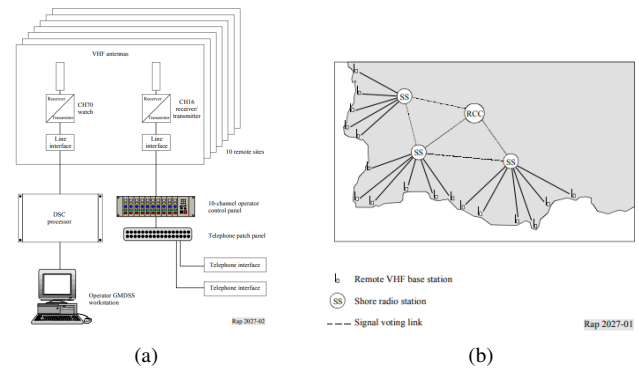 VHF antennas
Receiver
Transmitter
CH70
watch
Receiver
Transmitter
CH16
receiver/
transmitter
Line
interface
Line
interface
10 remote sites
DSC
processor
10-channel operator
control panel
Telephone patch panel
Telephone interface
Telephone interface
Operator GMDSS
workstation
Rap 2027-02
(a)
SS
RCC
SS
SS
Remote VHF base station
SS
Shore radio station
Signal voting link
Rap 2027-01
(b)